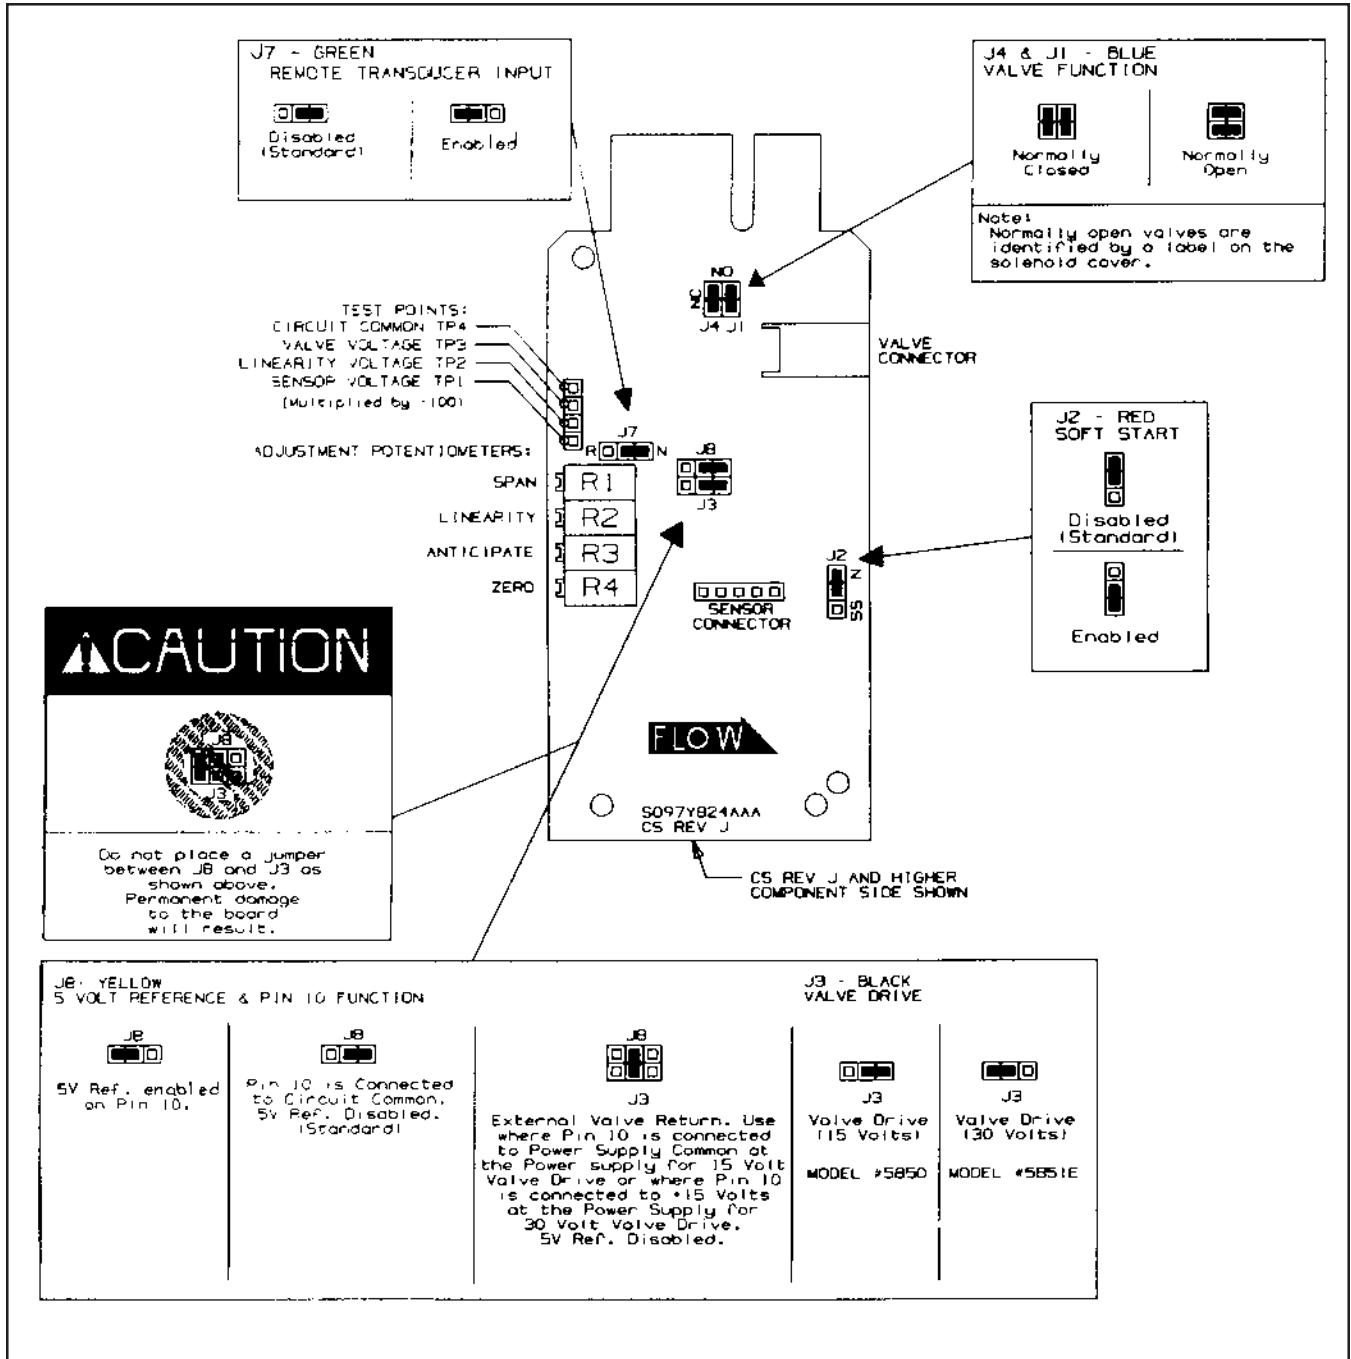 J7 - GREEN
REMOTE TRANSDUCER INPUT
Disabled
(Standard)
Enabled
J4 & J1 - BLUE
VALVE FUNCTION
Normally
Closed
Normally
Open
Note:
Normally open valves are
identified by a label on the
solenoid cover.
NO
NC
J4 J1
VALVE
CONNECTOR
TEST POINTS:
CIRCUIT COMMON TP4
VALVE VOLTAGE TP3
LINEARITY VOLTAGE TP2
SENSOR VOLTAGE TP1
(Multiplied by -100)
ADJUSTMENT POTENTIOMETERS:
J7
R N
J8
J3
SPAN R1
LINEARITY R2
ANTICIPATE R3
ZERO R4
J2
N
SS
SENSOR
CONNECTOR
J2 - RED
SOFT START
Disabled
(Standard)
Enabled
CAUTION
J8
J3
Do not place a jumper
between J8 and J3 as
shown above.
Permanent damage
to the board
will result.
FLOW
S097Y824AAA
CS REV J
CS REV J AND HIGHER
COMPONENT SIDE SHOWN
J8- YELLOW
5 VOLT REFERENCE & PIN 10 FUNCTION
J8
5V Ref. enabled
on Pin 10.
J8
Pin 10 is Connected
to Circuit Common.
5V Ref. Disabled.
(Standard)
J8
J3
External Valve Return. Use
where Pin 10 is connected
to Power Supply Common at
the Power supply for 15 Volt
Valve Drive or where Pin 10
is connected to +15 Volts
at the Power Supply for
30 Volt Valve Drive.
5V Ref. Disabled.
J3 - BLACK
VALVE DRIVE
J3
Valve Drive
(15 Volts)
MODEL #5850
J3
Valve Drive
(30 Volts)
MODEL #5851E